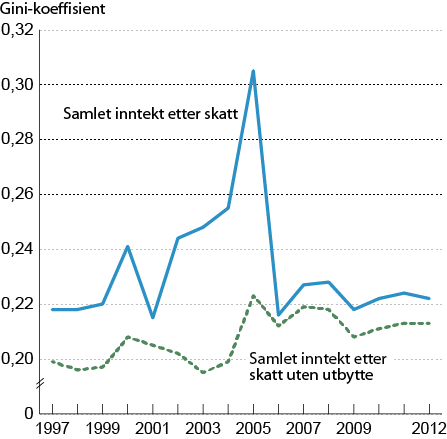 Gini-koeffisient
0,32
0,30
Samlet inntekt etter skatt
0,28
0,26
0,24
0,22
0,20
Samlet inntekt etter
skatt uten utbytte
0
1997 1999 2001 2003 2005 2007 2009 2012